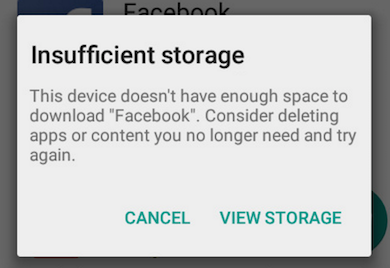 Facebook
Insufficient storage
This device doesn't have enough space to
download "Facebook". Consider deleting
apps or content you no longer need and try
again.
CANCEL VIEW STORAGE